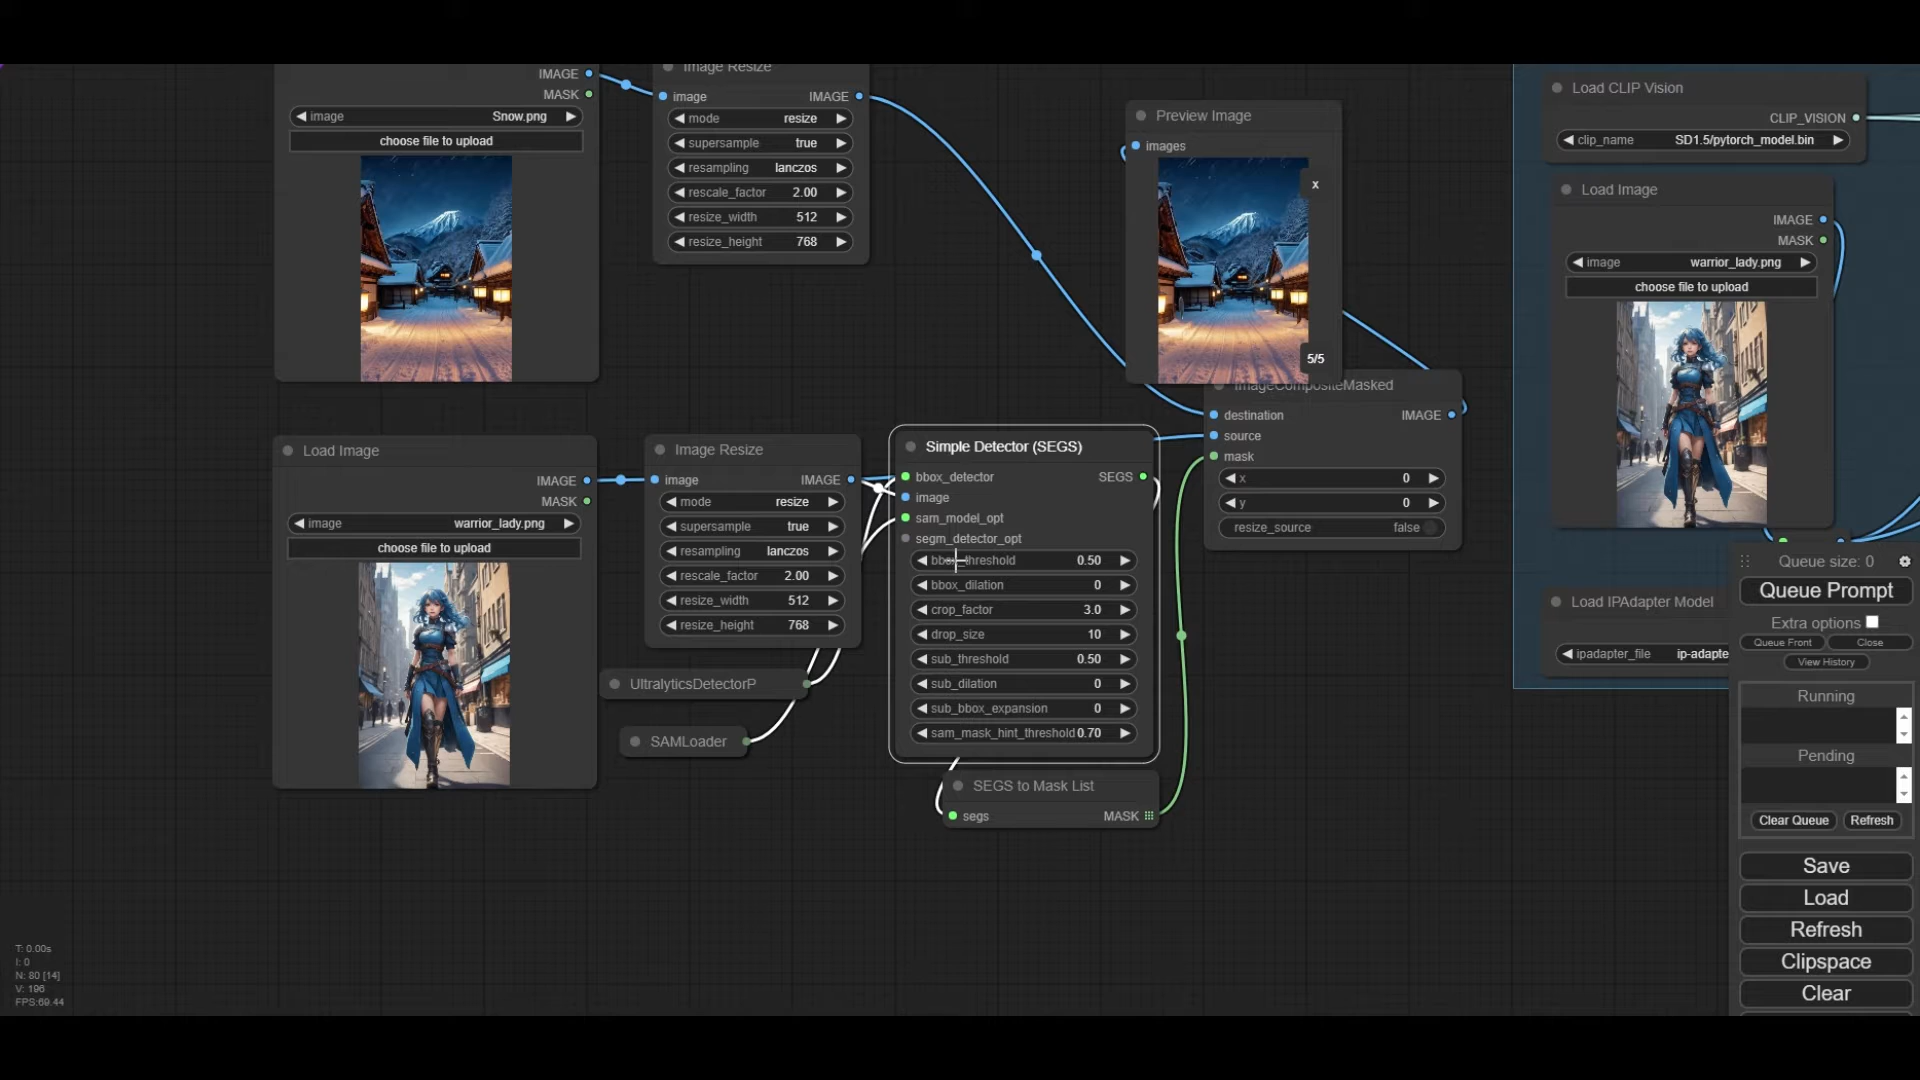 IMAGE
MASK
image Snow.png
choose file to upload
Image Resize
image IMAGE
mode resize
supersample true
resampling lanczos
rescale_factor 2.00
resize_width 512
resize_height 768
Preview Image
images
x
5/5
Load CLIP Vision
CLIP_VISION
clip_name SD1.5/pytorch_model.bin
Load Image
IMAGE
MASK
image warrior_lady.png
choose file to upload
Load Image
IMAGE
MASK
image warrior_lady.png
choose file to upload
Image Resize
image IMAGE
mode resize
supersample true
resampling lanczos
rescale_factor 2.00
resize_width 512
resize_height 768
UltralyticsDetectorP
SAMLoader
Simple Detector (SEGS)
bbox_detector SEGS
image
sam_model_opt
segm_detector_opt
bbox_threshold 0.50
bbox_dilation 0
crop_factor 3.0
drop_size 10
sub_threshold 0.50
sub_dilation 0
sub_bbox_expansion 0
sam_mask_hint_threshold 0.70
SEGS to Mask List
segs MASK
ImageCompositeMasked
destination IMAGE
source
mask
x 0
y 0
resize_source false
Load IPAdapter Model
ipadapter_file ip-adapte
Queue size: 0
Queue Prompt
Extra options
Queue Front Close
View History
Running
Pending
Clear Queue Refresh
Save
Load
Refresh
Clipspace
Clear
T: 0.00s
I: 0
N: 80 [14]
V: 196
FPS:69.44